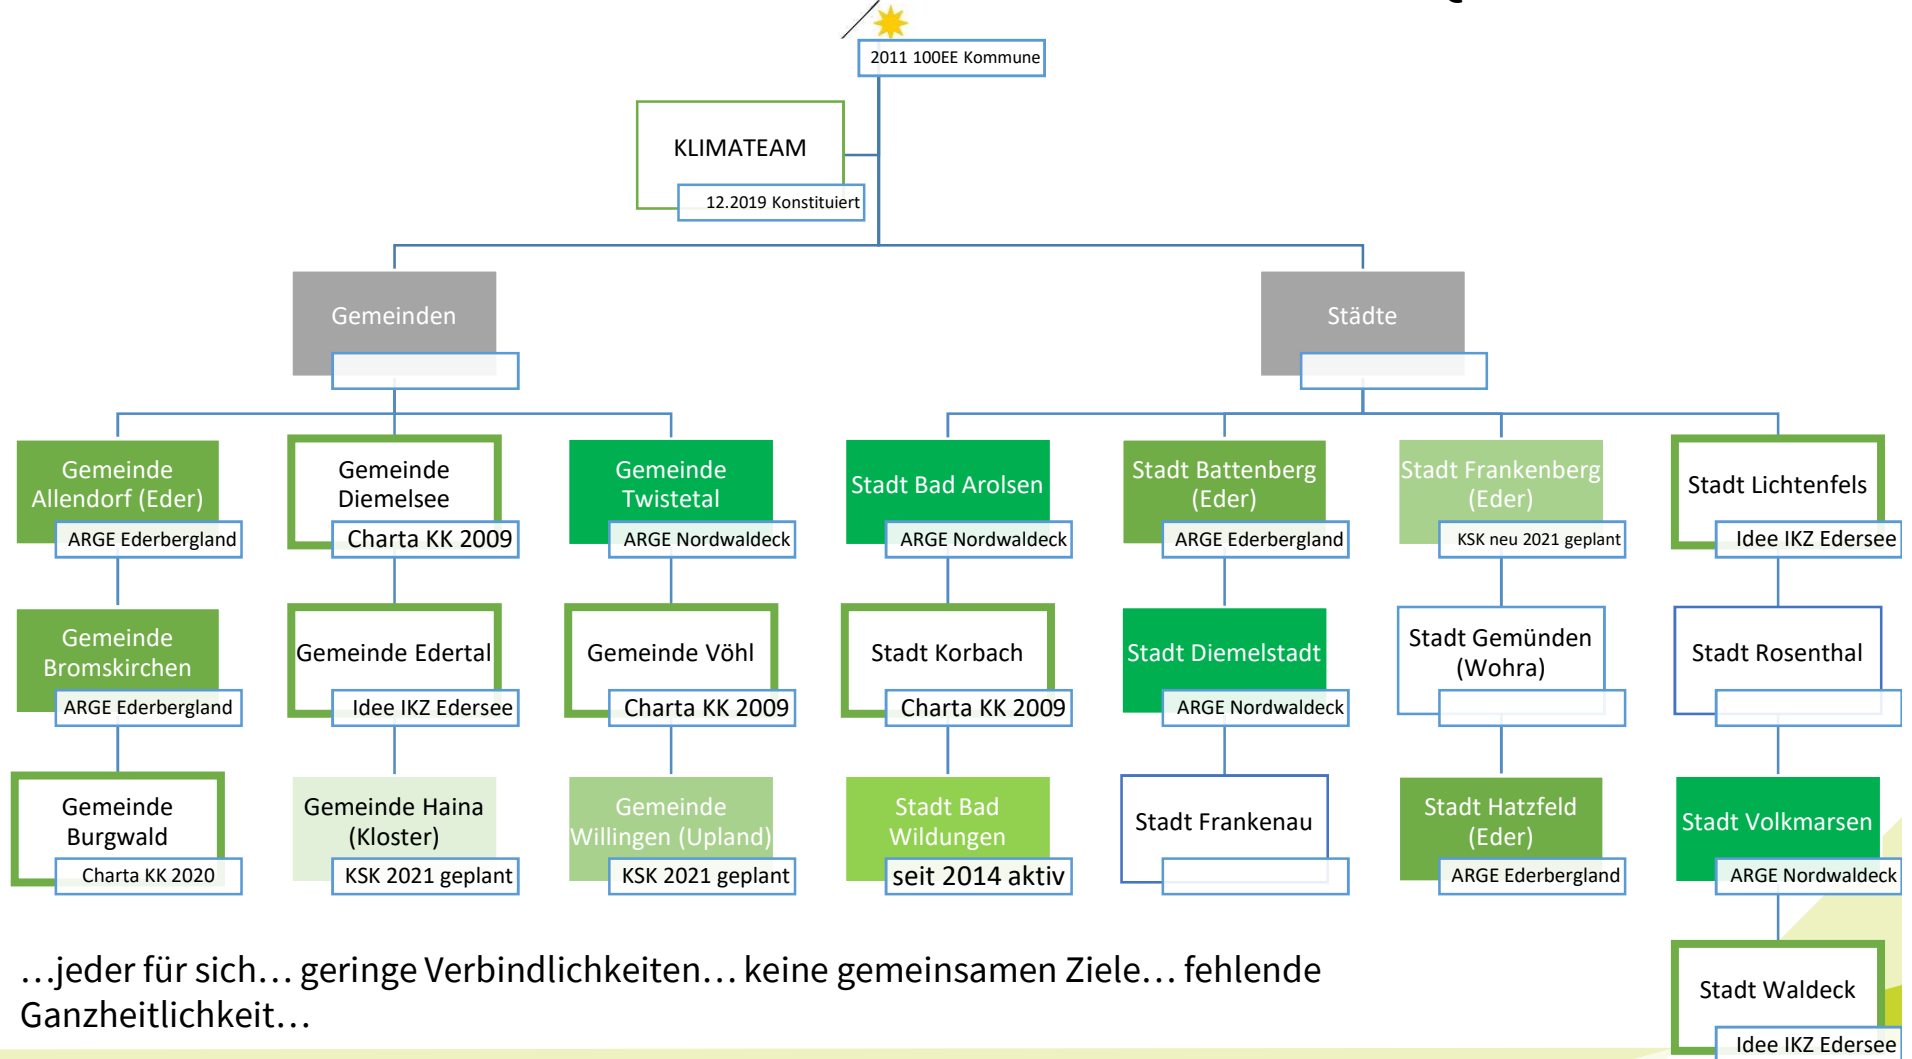 2011 100EE Kommune
KLIMATEAM
12.2019 Konstituiert
Gemeinden
Städte
Gemeinde
Allendorf (Eder)
ARGE Ederbergland
Gemeinde
Diemelsee
Charta KK 2009
Gemeinde
Twistetal
ARGE Nordwaldeck
Stadt Bad Arolsen
ARGE Nordwaldeck
Stadt Battenberg
(Eder)
ARGE Ederbergland
Stadt Frankenberg
(Eder)
KSK neu 2021 geplant
Stadt Lichtenfels
Idee IKZ Edersee
Gemeinde
Bromskirchen
ARGE Ederbergland
Gemeinde Edertal
Idee IKZ Edersee
Gemeinde Vöhl
Charta KK 2009
Stadt Korbach
Charta KK 2009
Stadt Diemelstadt
ARGE Nordwaldeck
Stadt Gemünden
(Wohra)
Stadt Rosenthal
Gemeinde
Burgwald
Charta KK 2020
Gemeinde Haina
(Kloster)
KSK 2021 geplant
Gemeinde
Willingen (Upland)
KSK 2021 geplant
Stadt Bad
Wildungen
seit 2014 aktiv
Stadt Frankenau
Stadt Hatzfeld
(Eder)
ARGE Ederbergland
Stadt Volkmarsen
ARGE Nordwaldeck
Stadt Waldeck
Idee IKZ Edersee
…jeder für sich… geringe Verbindlichkeiten… keine gemeinsamen Ziele… fehlende
Ganzheitlichkeit…